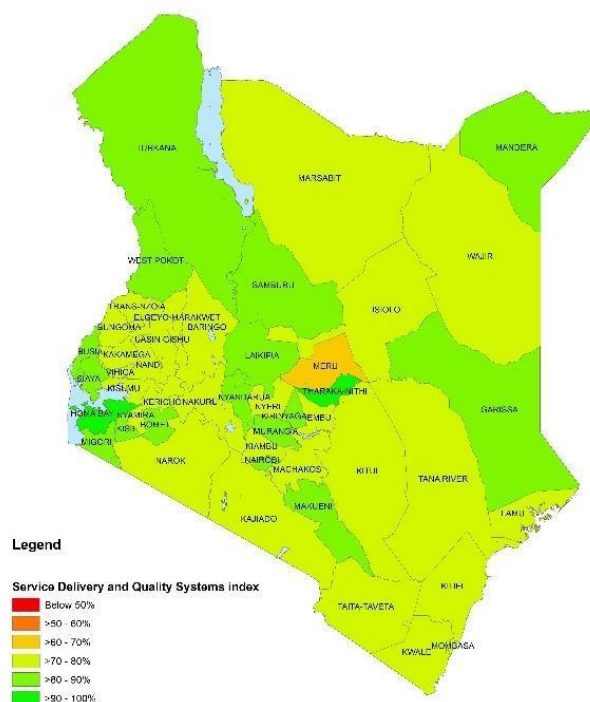 TURKANA
MANDERA
MARSABIT
WAJIR
WEST POKOT
SAMBURU
ISIOLO
TRANS-NZOIA
ELGEYO-MARAKWET
BUNGOMA
BARINGO
UASIN GISHU
BUSIA
KAKAMEGA
LAIKIPIA
MERU
NANDI
VIHIGA
SIAYA
KISUMU
THARAKA-NITHI
KERICHO
NAKURU
NYANDARUA
NYERI
GARISSA
HOMA BAY
NYAMIRA
KIRINYAGA
EMBU
KISII
BOMET
MURANGA
MIGORI
KIAMBU
NAIROBI
NAROK
MACHAKOS
KITUI
TANA RIVER
MAKUENI
LAMU
KAJIADO
Legend
KILIFI
Service Delivery and Quality Systems index
TAITA-TAVETA
Below 50%
>50 - 60%
>60 - 70%
>70 - 80%
KWALE
MOMBASA
>80 - 90%
>90 - 100%